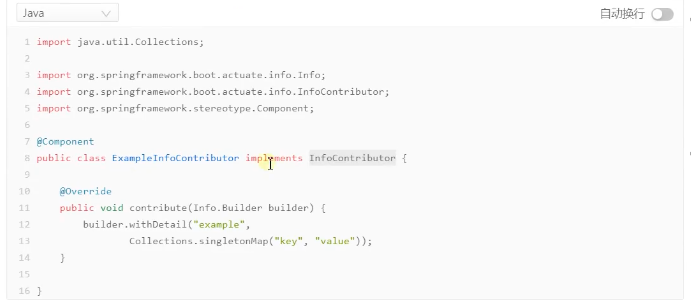 Java 自动换行
1 import java.util.Collections;
2
3 import org.springframework.boot.actuate.info.Info;
4 import org.springframework.boot.actuate.info.InfoContributor;
5 import org.springframework.stereotype.Component;
6
7 @Component
8 public class ExampleInfoContributor implements InfoContributor {
9
10     @Override
11     public void contribute(Info.Builder builder) {
12         builder.withDetail("example",
13                 Collections.singletonMap("key", "value"));
14     }
15
16 }